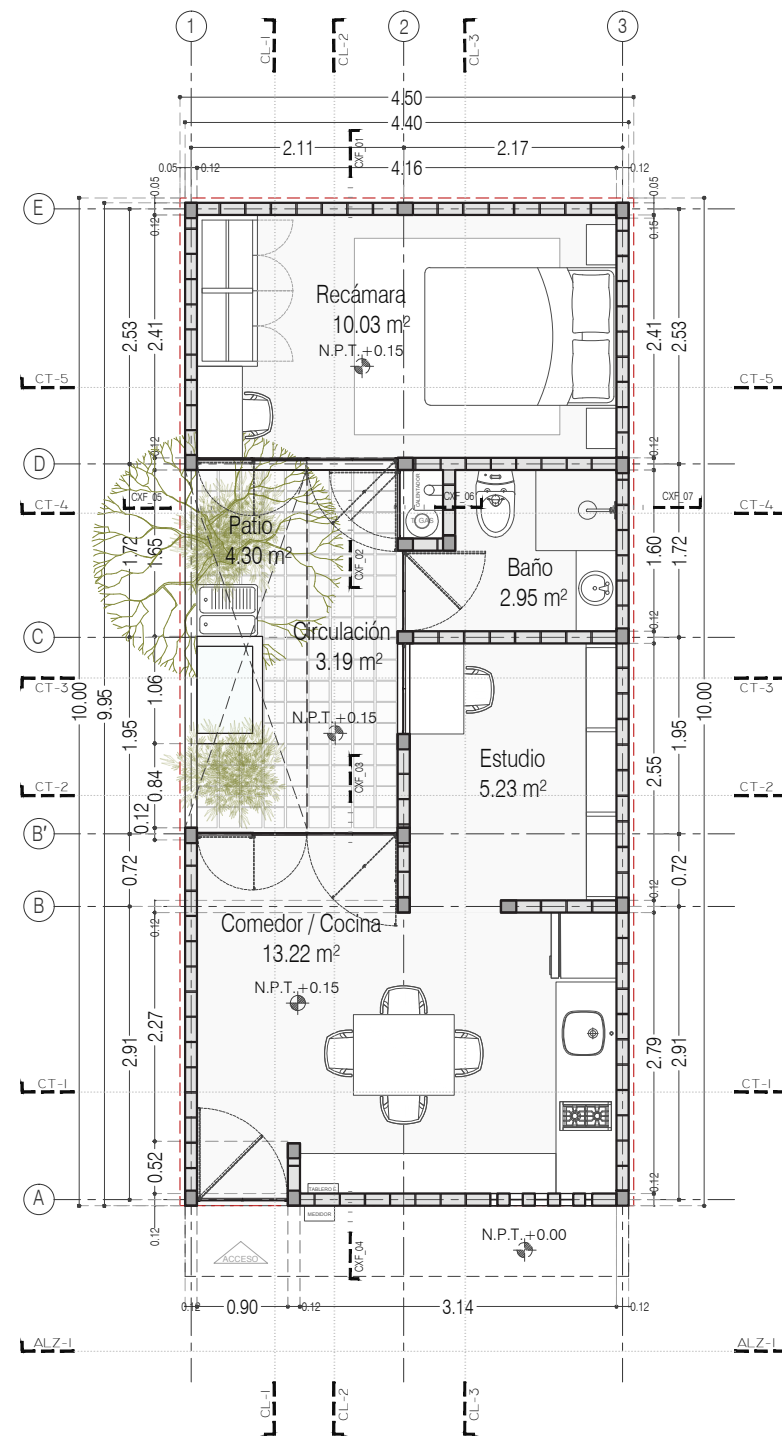 1
2
3
CL-1
CL-2
CL-3
4.50
4.40
2.11
2.17
0.05
0.12
4.16
0.12
CXF_01
E
0.05
0.12
0.05
0.15
Recámara
10.03 m²
N.P.T. +0.15
2.53
2.41
2.41
2.53
CT-5
CT-5
0.12
0.12
D
CT-4
CT-4
CXF_05
CXF_06
CXF_07
CALENTADOR
T. GAS
Patio
4.30 m²
CXF_02
1.72
1.65
1.60
1.72
Baño
2.95 m²
Circulación
3.19 m²
C
0.12
CT-3
CT-3
10.00
9.95
1.95
1.06
N.P.T. +0.15
10.00
1.95
2.55
Estudio
5.23 m²
CXF_03
CT-2
CT-2
0.84
0.12
B'
0.72
0.72
0.12
B
0.12
0.12
Comedor / Cocina
13.22 m²
N.P.T. +0.15
2.91
2.27
2.79
2.91
CT-1
CT-1
0.52
TABLERO E.
0.12
A
MEDIDOR
0.12
CXF_04
N.P.T. +0.00
ACCESO
0.12
0.90
0.12
3.14
0.12
ALZ-1
ALZ-1
CL-1
CL-2
CL-3